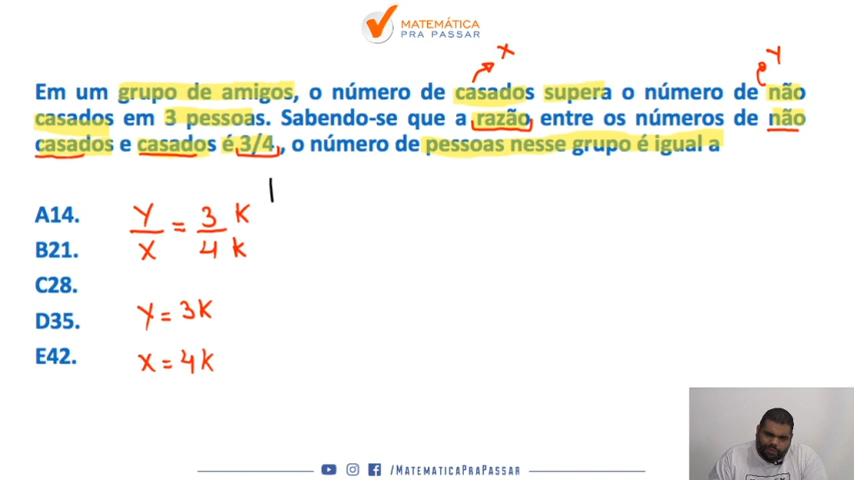 MATEMÁTICA
PRA PASSAR
X
Y
Em um grupo de amigos, o número de casados supera o número de não
casados em 3 pessoas. Sabendo-se que a razão entre os números de não
casados e casados é 3/4, o número de pessoas nesse grupo é igual a
A14.
B21.
C28.
D35.
E42.
Y/X = 3K/4K
Y = 3K
X = 4K
/MatematicaPraPassar